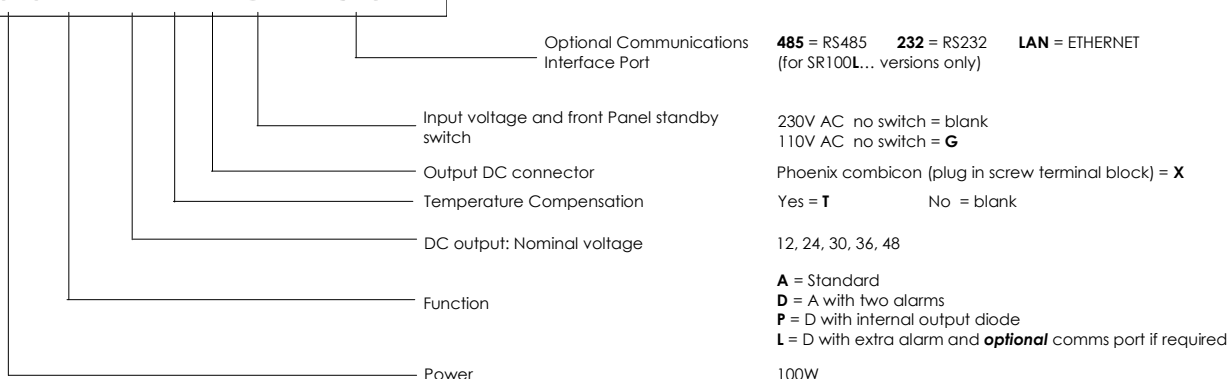 Optional Communications 485 = RS485 232 = RS232 LAN = ETHERNET
Interface Port (for SR100L... versions only)
Input voltage and front Panel standby 230V AC no switch = blank
switch 110V AC no switch = G
Output DC connector Phoenix combicon (plug in screw terminal block) = X
Temperature Compensation Yes = T No = blank
DC output: Nominal voltage 12, 24, 30, 36, 48
A = Standard
Function D = A with two alarms
P = D with internal output diode
L = D with extra alarm and optional comms port if required
Power 100W